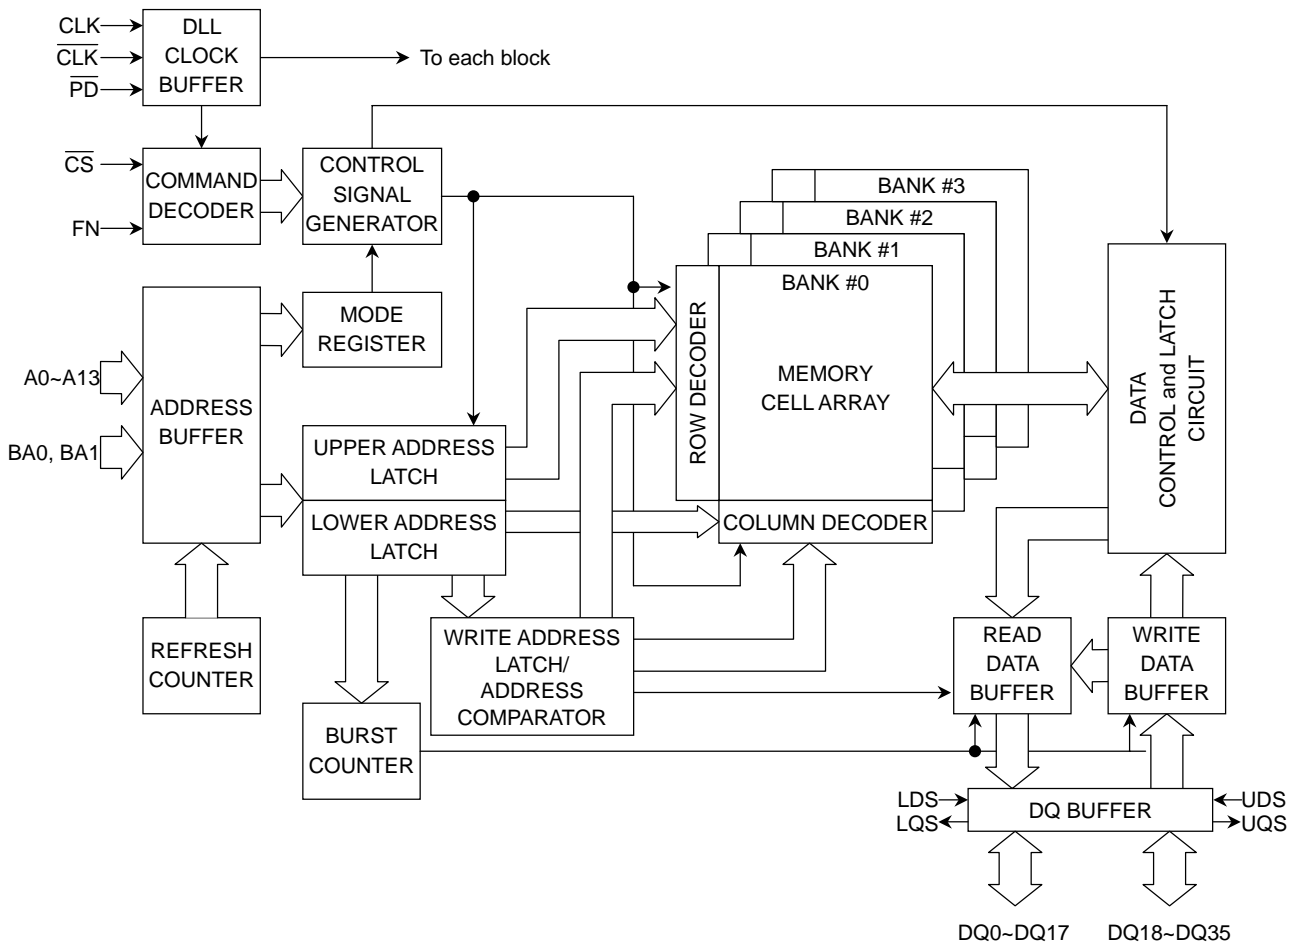 CLK
CLK
PD
DLL
CLOCK
BUFFER
To each block
CS
FN
COMMAND
DECODER
CONTROL
SIGNAL
GENERATOR
BANK #3
BANK #2
BANK #1
BANK #0
MODE
REGISTER
A0~A13
BA0, BA1
ADDRESS
BUFFER
ROW DECODER
MEMORY
CELL ARRAY
DATA
CONTROL and LATCH
CIRCUIT
UPPER ADDRESS
LATCH
LOWER ADDRESS
LATCH
COLUMN DECODER
REFRESH
COUNTER
WRITE ADDRESS
LATCH/
ADDRESS
COMPARATOR
READ
DATA
BUFFER
WRITE
DATA
BUFFER
BURST
COUNTER
LDS
LQS
DQ BUFFER
UDS
UQS
DQ0~DQ17
DQ18~DQ35